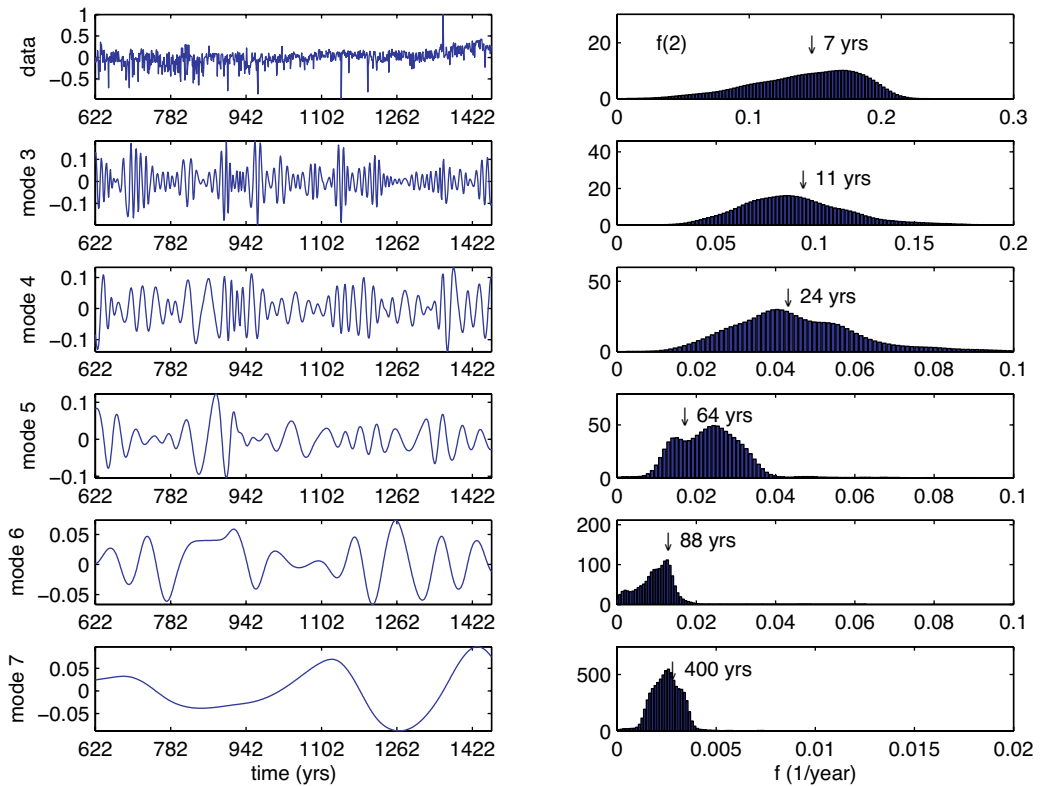 data
1
0.5
0
−0.5
622 782 942 1102 1262 1422
f(2)
7 yrs
20
0
0 0.1 0.2 0.3
mode 3
0.1
0
−0.1
622 782 942 1102 1262 1422
11 yrs
40
20
0
0 0.05 0.1 0.15 0.2
mode 4
0.1
0
−0.1
622 782 942 1102 1262 1422
24 yrs
50
0
0 0.02 0.04 0.06 0.08 0.1
mode 5
0.1
0
−0.1
622 782 942 1102 1262 1422
64 yrs
50
0
0 0.02 0.04 0.06 0.08 0.1
mode 6
0.05
0
−0.05
622 782 942 1102 1262 1422
88 yrs
200
100
0
0 0.02 0.04 0.06 0.08 0.1
mode 7
0.05
0
−0.05
622 782 942 1102 1262 1422
time (yrs)
400 yrs
500
0
0 0.005 0.01 0.015 0.02
f (1/year)